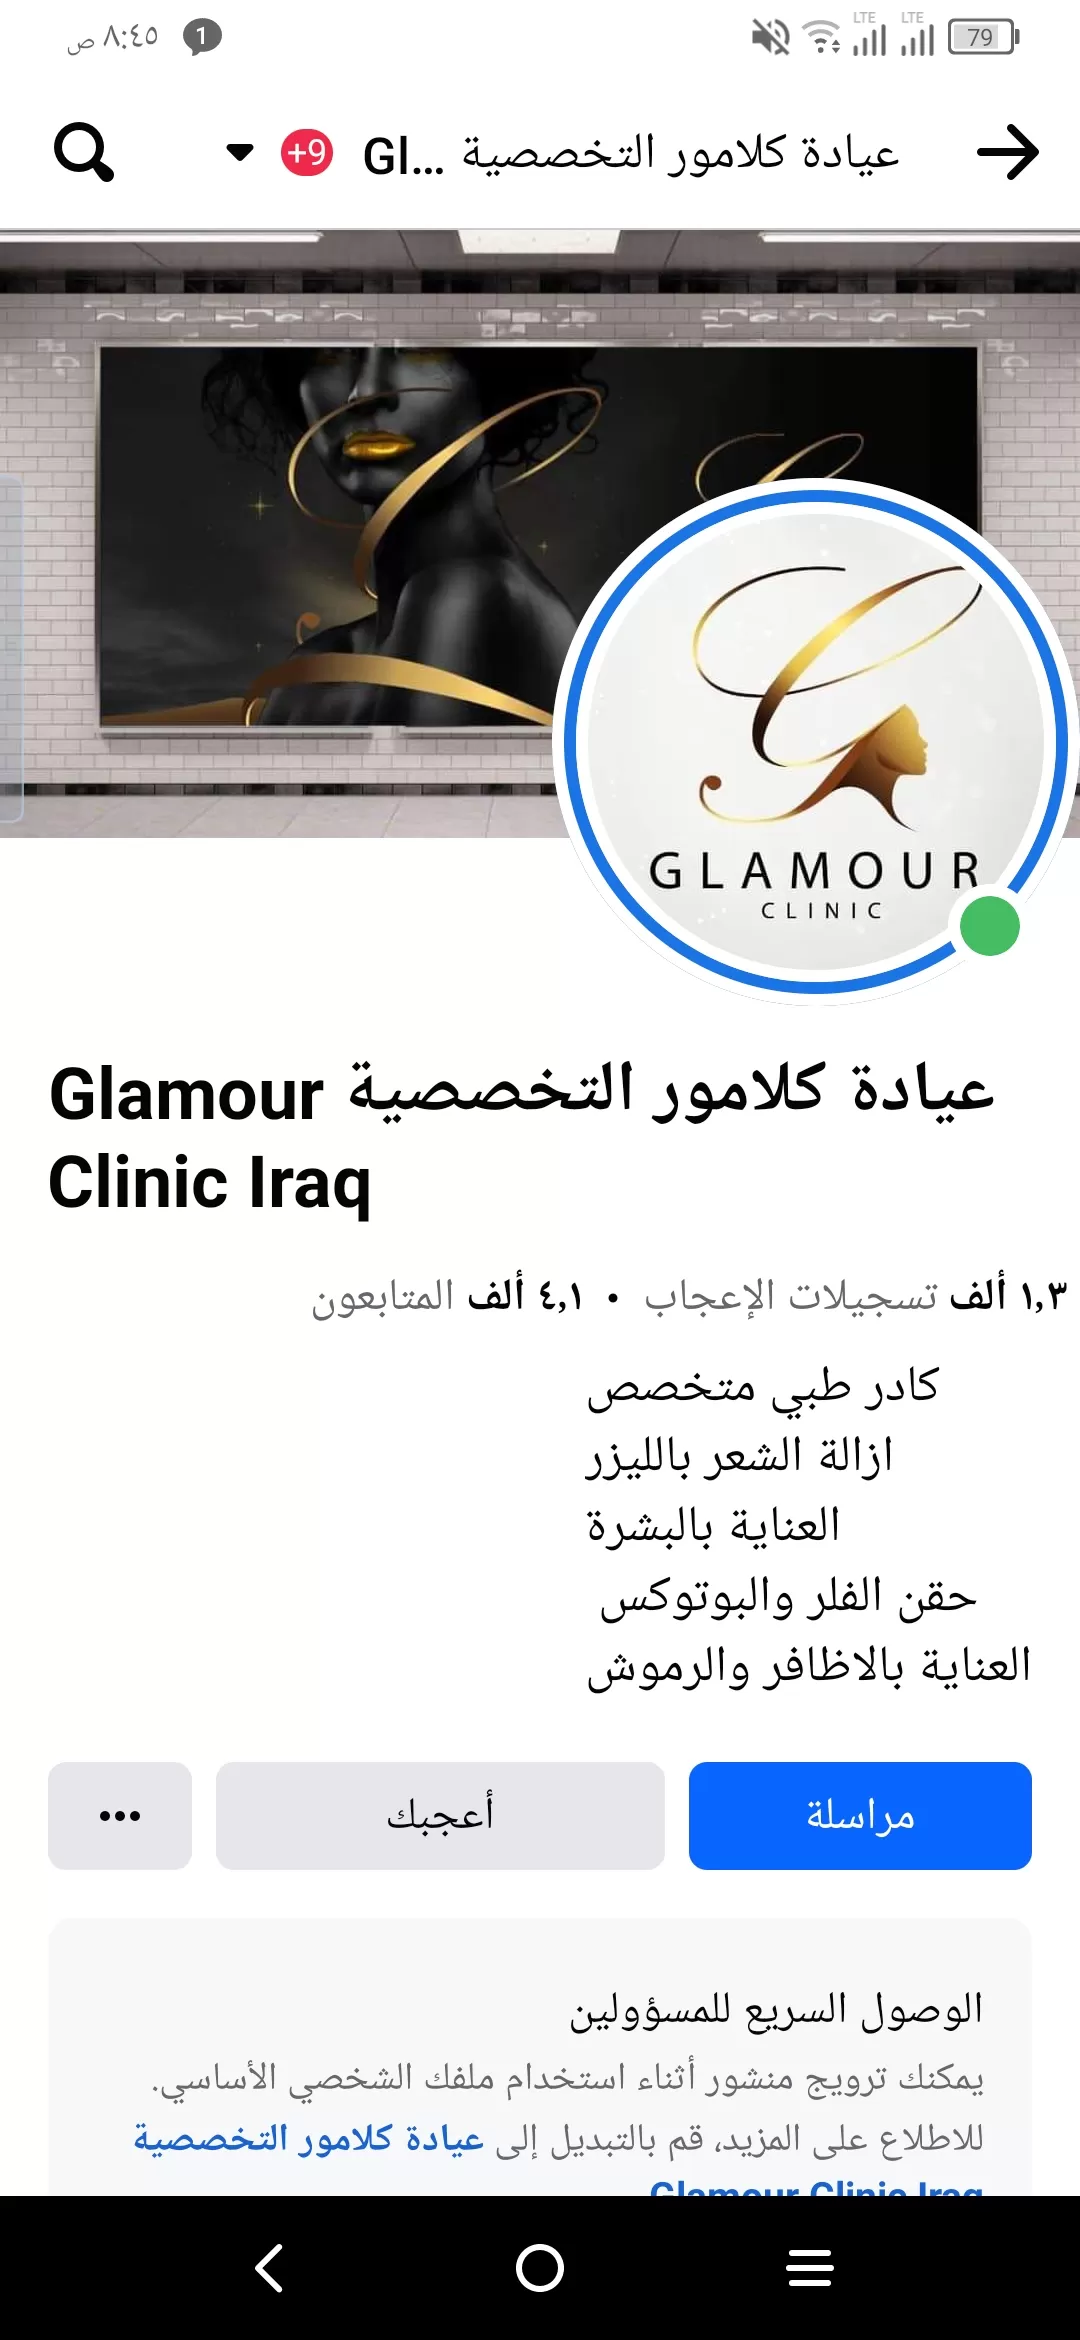 ٨:٤٥ ص
1
LTE LTE
79
عيادة كلامور التخصصية Gl...
+9
GLAMOUR
CLINIC
عيادة كلامور التخصصية Glamour
Clinic Iraq
١,٣ ألف تسجيلات الإعجاب • ٤,١ ألف المتابعون
كادر طبي متخصص
ازالة الشعر بالليزر
العناية بالبشرة
حقن الفلر والبوتوكس
العناية بالاظافر والرموش
مراسلة
أعجبك
الوصول السريع للمسؤولين
يمكنك ترويج منشور أثناء استخدام ملفك الشخصي الأساسي.
للاطلاع على المزيد، قم بالتبديل إلى عيادة كلامور التخصصية
Glamour Clinic Iraq